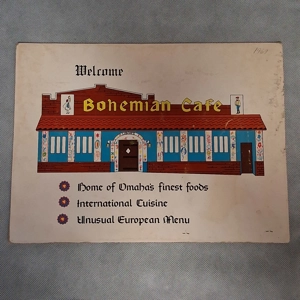 Welcome
Bohemian Cafe
Home of Omaha's finest foods
International Cuisine
Unusual European Menu